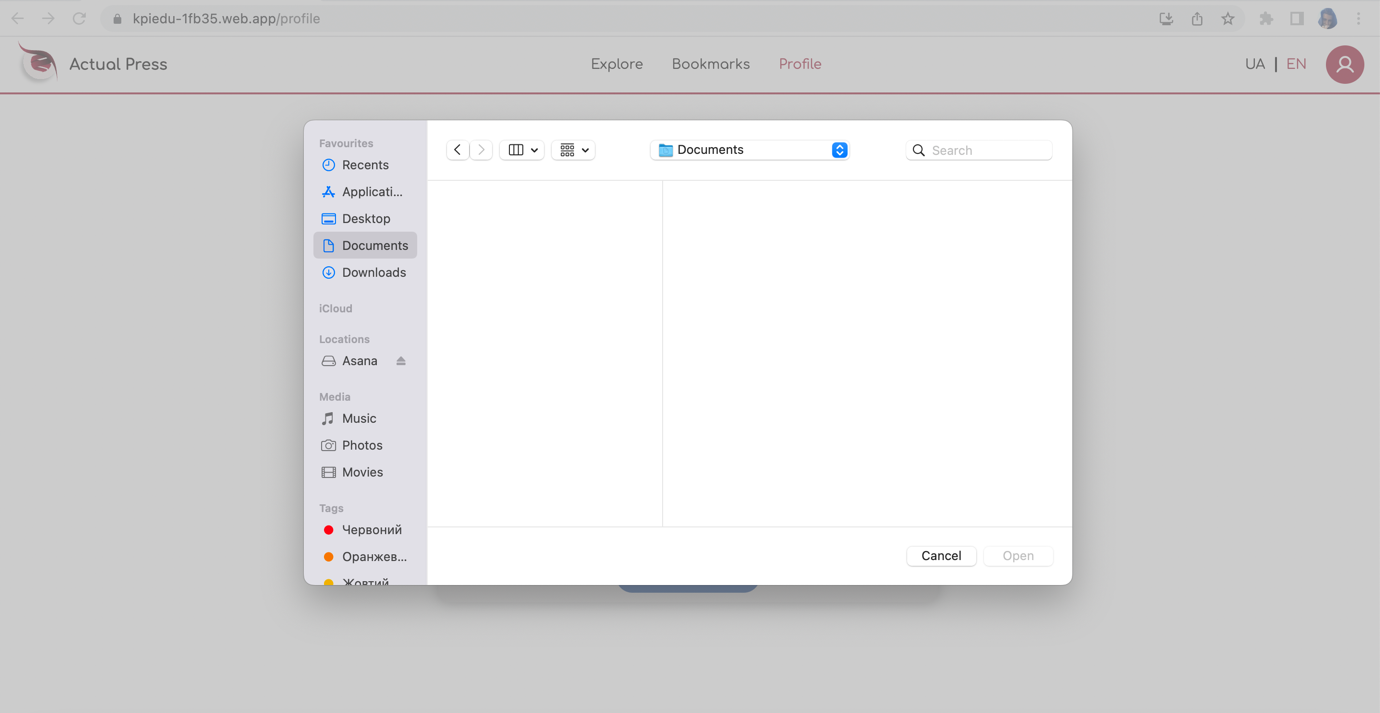 kpiedu-1fb35.web.app/profile
Actual Press
Explore
Bookmarks
Profile
UA | EN
Favourites
Recents
Applicati...
Desktop
Documents
Downloads
iCloud
Locations
Asana
Media
Music
Photos
Movies
Tags
Червоний
Оранжев...
Жовтий
Documents
Search
Cancel
Open